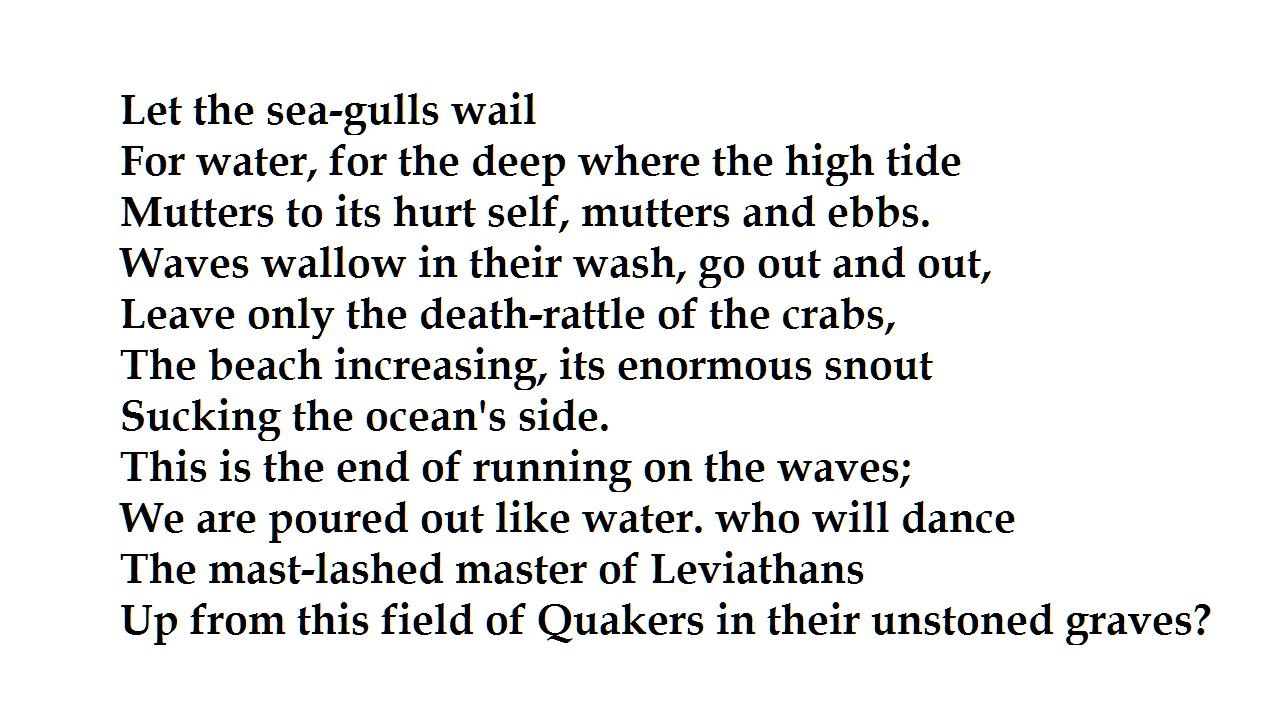 Let the sea-gulls wail
For water, for the deep where the high tide
Mutters to its hurt self, mutters and ebbs.
Waves wallow in their wash, go out and out,
Leave only the death-rattle of the crabs,
The beach increasing, its enormous snout
Sucking the ocean's side.
This is the end of running on the waves;
We are poured out like water. who will dance
The mast-lashed master of Leviathans
Up from this field of Quakers in their unstoned graves?